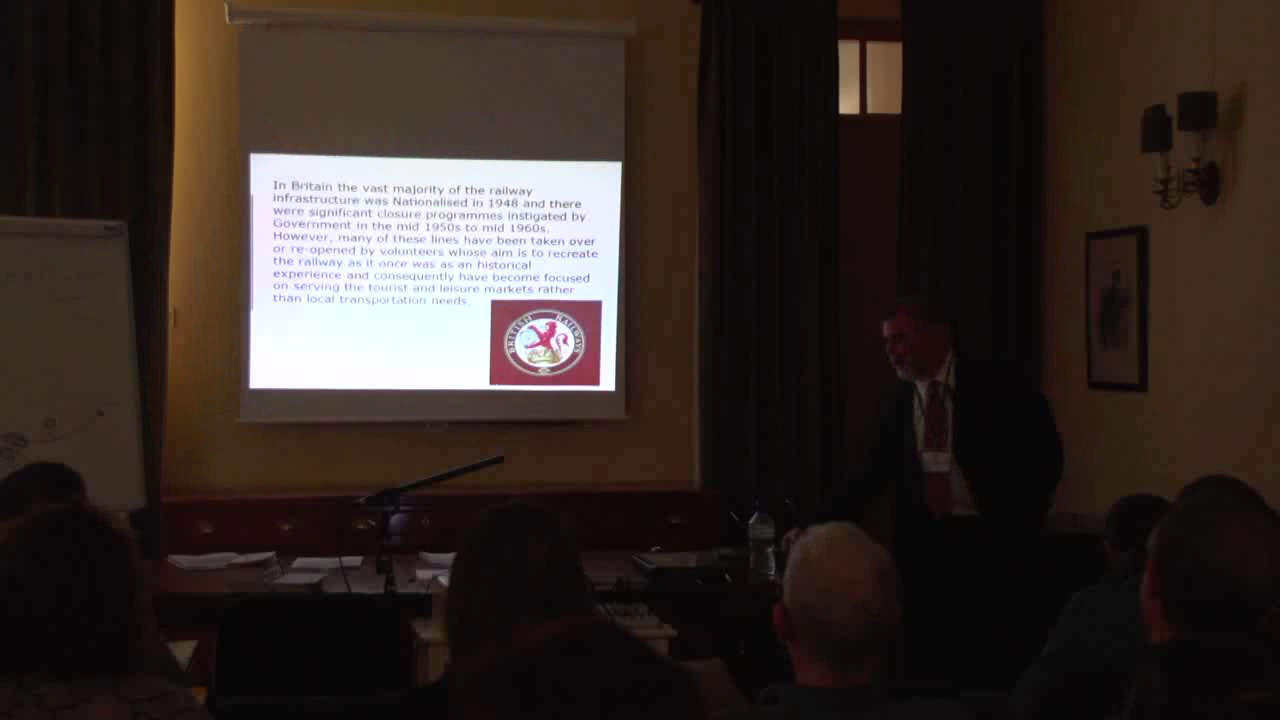 In Britain the vast majority of the railway
infrastructure was Nationalised in 1948 and there
were significant closure programmes instigated by
Government in the mid 1950s to mid 1960s.
However, many of these lines have been taken over
or re-opened by volunteers whose aim is to recreate
the railway as it once was as an historical
experience and consequently have become focused
on serving the tourist and leisure markets rather
than local transportation needs.
BRITISH RAILWAYS